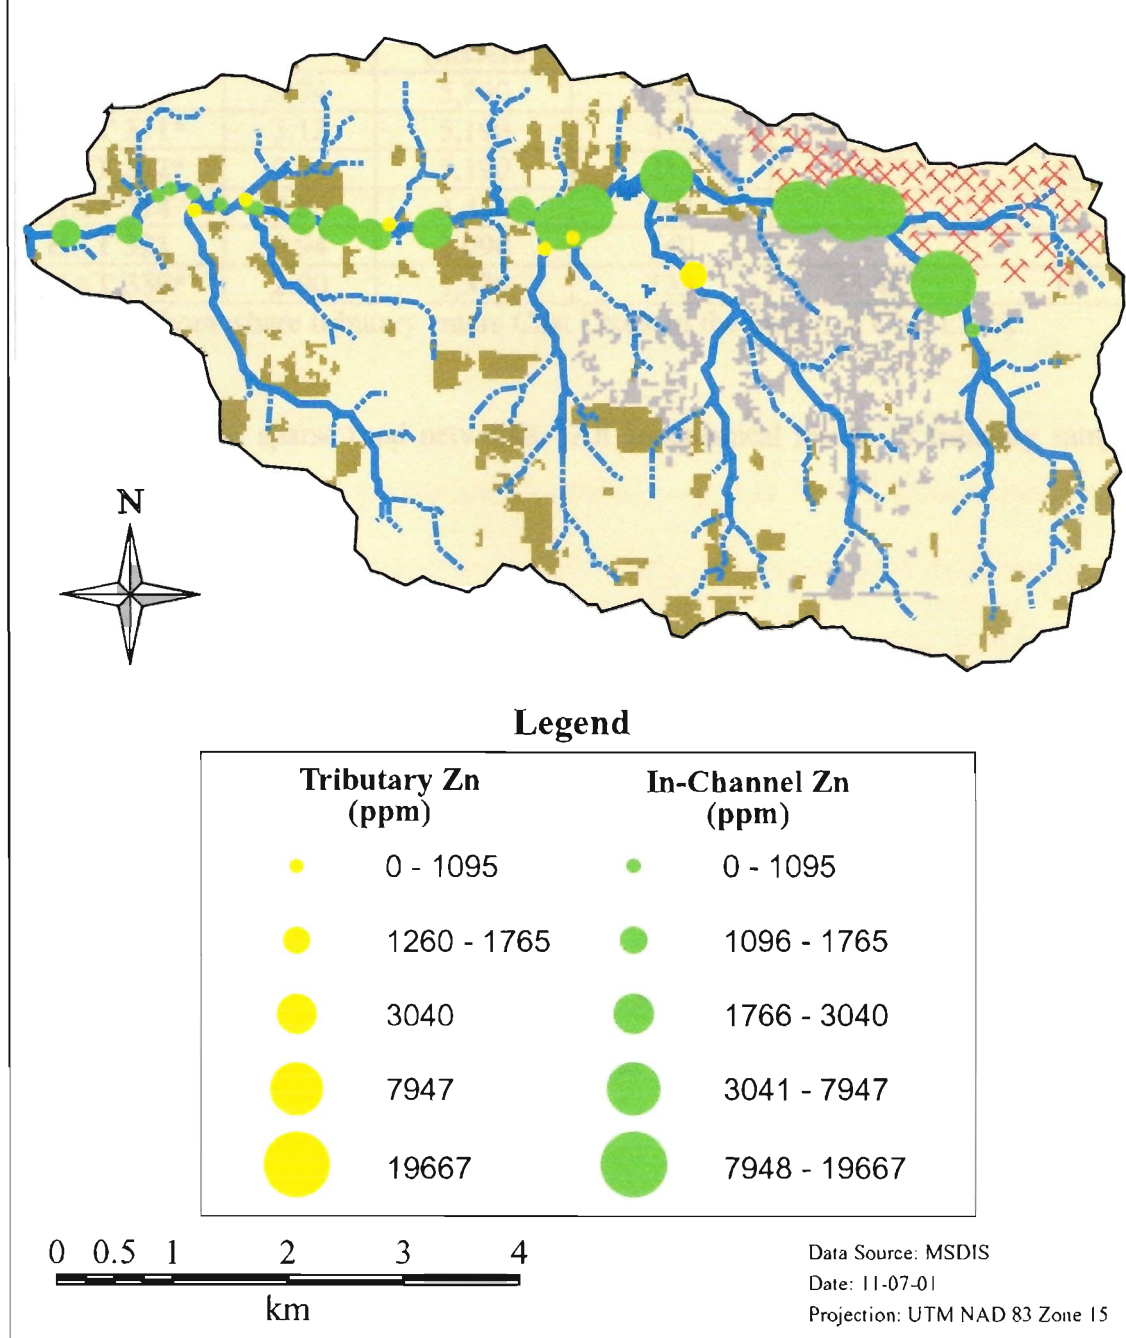 N
Legend
Tributary Zn
(ppm)
In-Channel Zn
(ppm)
0 - 1095
0 - 1095
1260 - 1765
1096 - 1765
3040
1766 - 3040
7947
3041 - 7947
19667
7948 - 19667
0 0.5 1 2 3 4
km
Data Source: MSDIS
Date: 11-07-01
Projection: UTM NAD 83 Zone 15